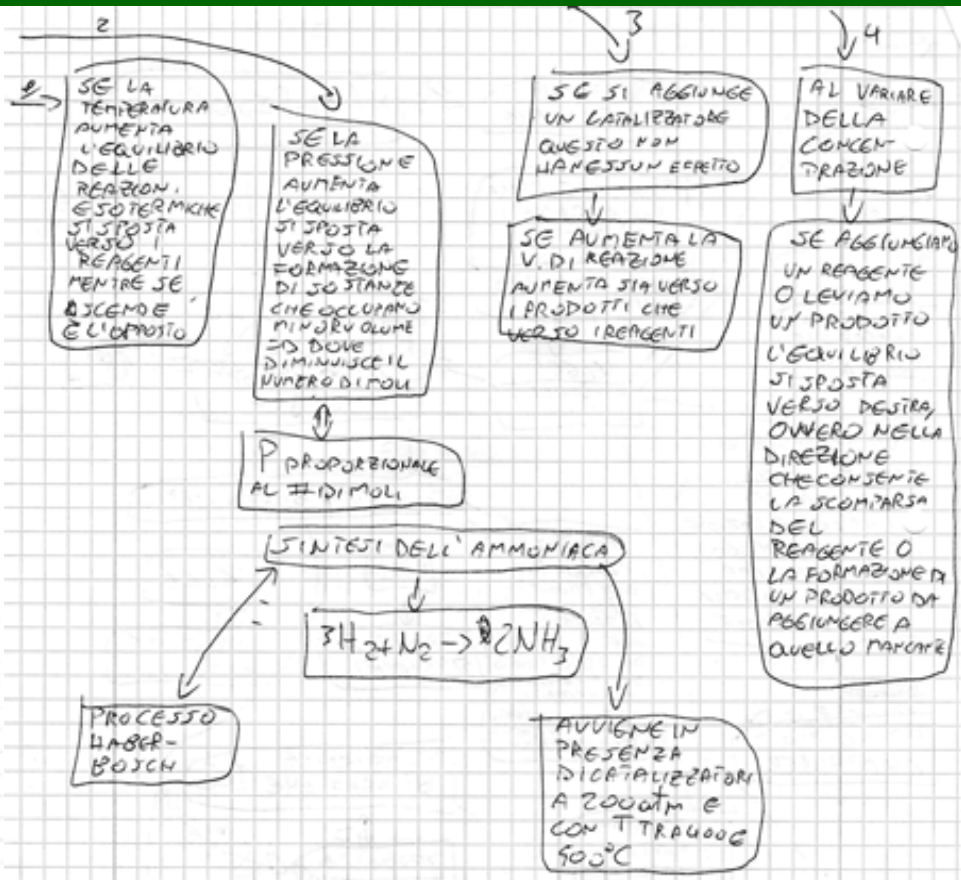 2
3
4
SE LA
TEMPERATURA
AUMENTA
L'EQUILIBRIO
DELLE
REAZIONI
ESOTERMICHE
SI SPOSTA
VERSO I
REAGENTI
MENTRE SE
SCENDE
È L'OPPOSTO
SE LA
PRESSIONE
AUMENTA
L'EQUILIBRIO
SI SPOSTA
VERSO LA
FORMAZIONE
DI SOSTANZE
CHE OCCUPANO
MINOR VOLUME
ED DOVE
DIMINUISCE IL
NUMERO DI MOLI
P PROPORZIONALE
AL # DI MOLI
SE SI AGGIUNGE
UN CATALIZZATORE
QUESTO NON
HA NESSUN EFFETTO
SE AUMENTA LA
V. DI REAZIONE
AUMENTA SIA VERSO
I PRODOTTI CHE
VERSO I REAGENTI
AL VARIARE
DELLA
CONCEN-
TRAZIONE
SE AGGIUNGIAMO
UN REAGENTE
O LEVIAMO
UN PRODOTTO
L'EQUILIBRIO
SI SPOSTA
VERSO DESTRA,
OVVERO NELLA
DIREZIONE
CHE CONSENTE
LA SCOMPARSA
DEL
REAGENTE O
LA FORMAZIONE DI
UN PRODOTTO DA
AGGIUNGERE A
QUELLO MANCANTE
SINTESI DELL'AMMONIACA
3H2+N2 -> 2NH3
PROCESSO
HABER-
BOSCH
AVVIENE IN
PRESENZA
DI CATALIZZATORI
A 200 atm E
CON T TRA 400 E
500°C